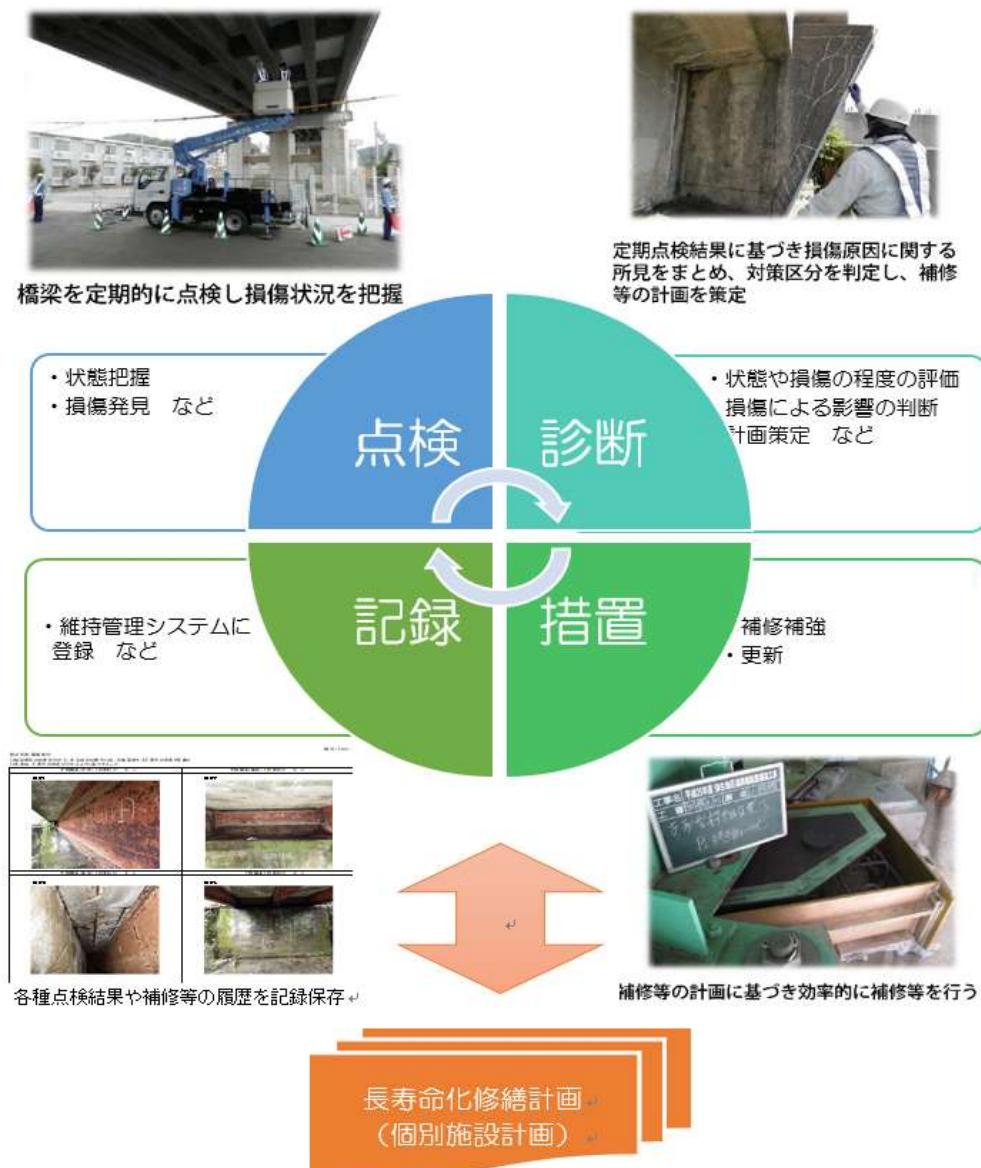 橋梁を定期的に点検し損傷状況を把握
定期点検結果に基づき損傷原因に関する
所見をまとめ、対策区分を判定し、補修
等の計画を策定
・状態把握
・損傷発見 など
点検
診断
・状態や損傷の程度の評価
損傷による影響の判断
計画策定 など
・維持管理システムに
登録 など
記録
措置
補修補強
・更新
各種点検結果や補修等の履歴を記録保存
補修等の計画に基づき効率的に補修等を行う
長寿命化修繕計画
（個別施設計画）